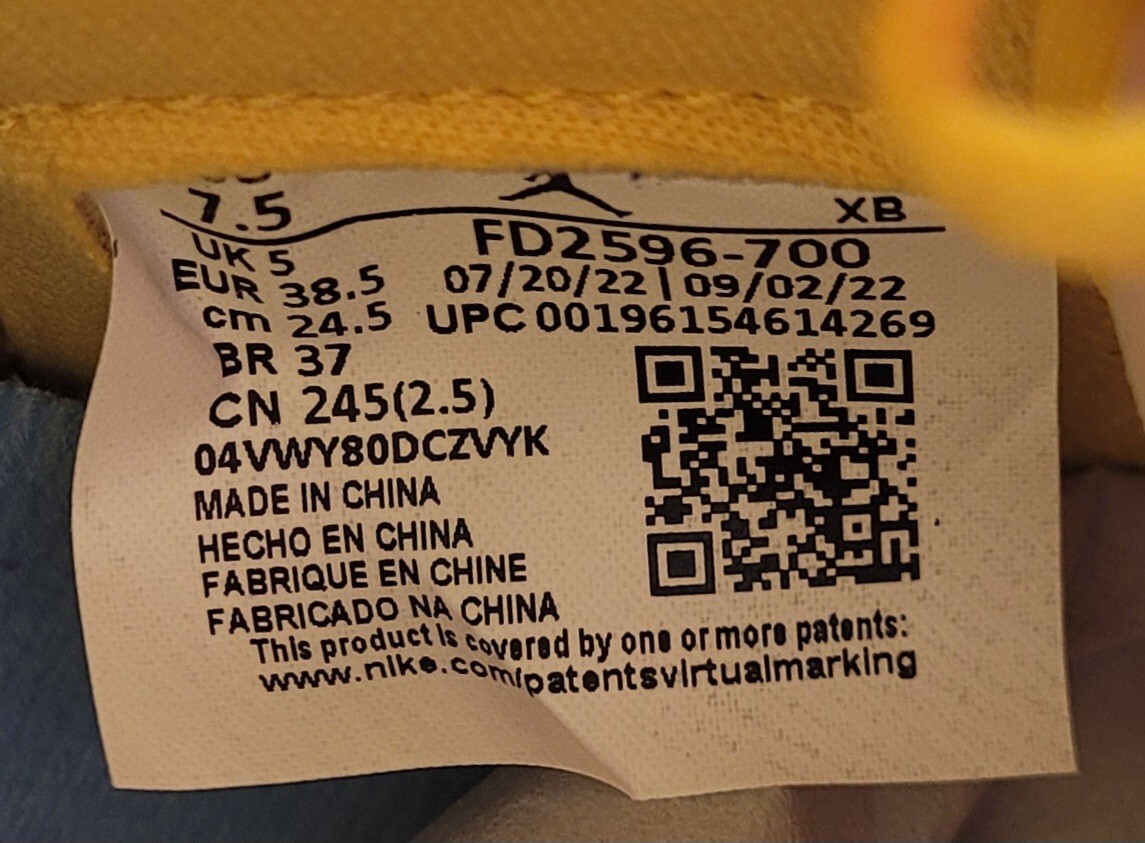 7.5
XB
UK 5
FD2596-700
EUR 38.5
07/20/22 | 09/02/22
cm 24.5
UPC 00196154614269
BR 37
CN 245(2.5)
04VWY80DCZVYK
MADE IN CHINA
HECHO EN CHINA
FABRIQUE EN CHINE
FABRICADO NA CHINA
This product is covered by one or more patents:
www.nike.com/patentsvirtualmarking